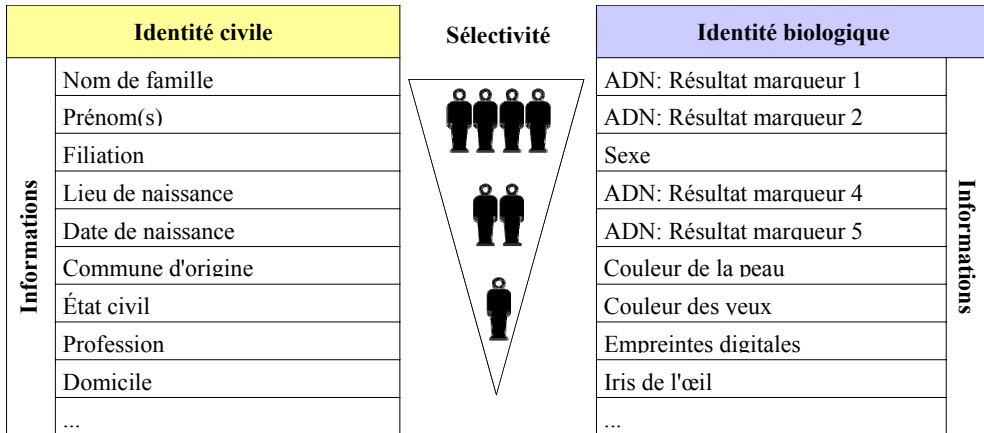 Identité civile
Sélectivité
Identité biologique
Informations
Nom de famille
Prénom(s)
Filiation
Lieu de naissance
Date de naissance
Commune d'origine
État civil
Profession
Domicile
...
ADN: Résultat marqueur 1
ADN: Résultat marqueur 2
Sexe
ADN: Résultat marqueur 4
ADN: Résultat marqueur 5
Couleur de la peau
Couleur des yeux
Empreintes digitales
Iris de l'œil
...
Informations